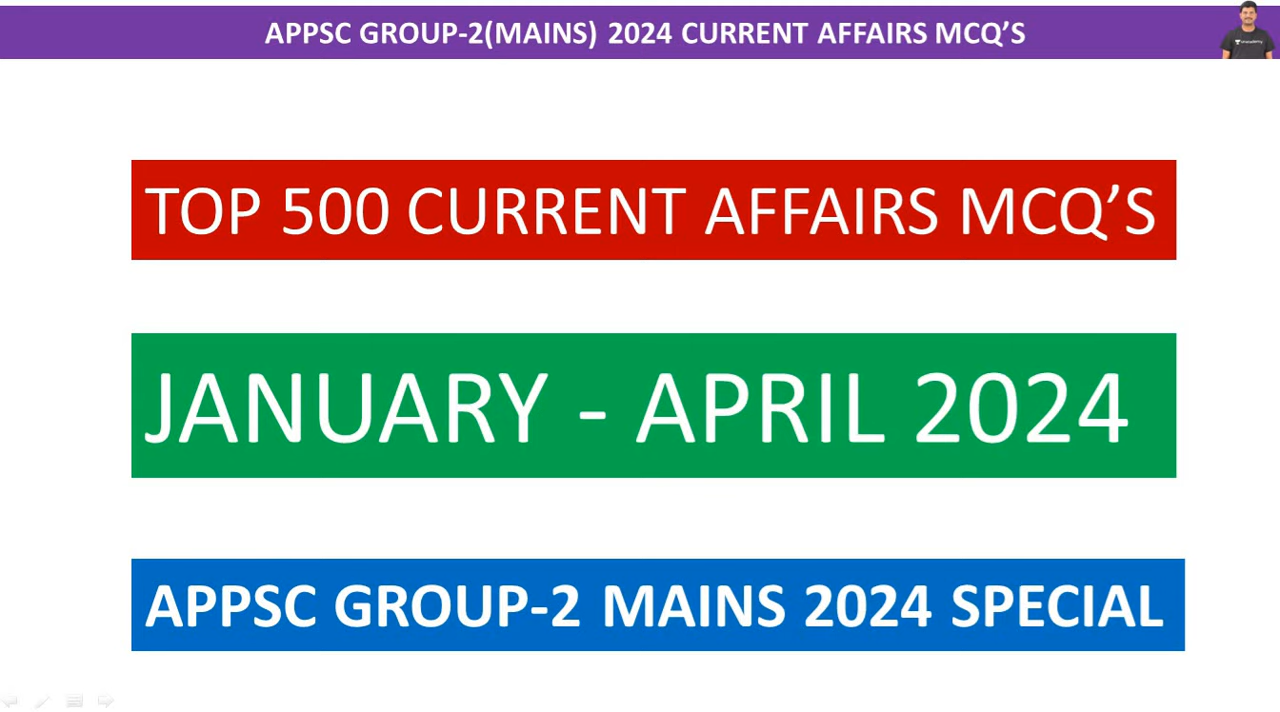 APPSC GROUP-2(MAINS) 2024 CURRENT AFFAIRS MCQ’S
TOP 500 CURRENT AFFAIRS MCQ’S
JANUARY - APRIL 2024
APPSC GROUP-2 MAINS 2024 SPECIAL